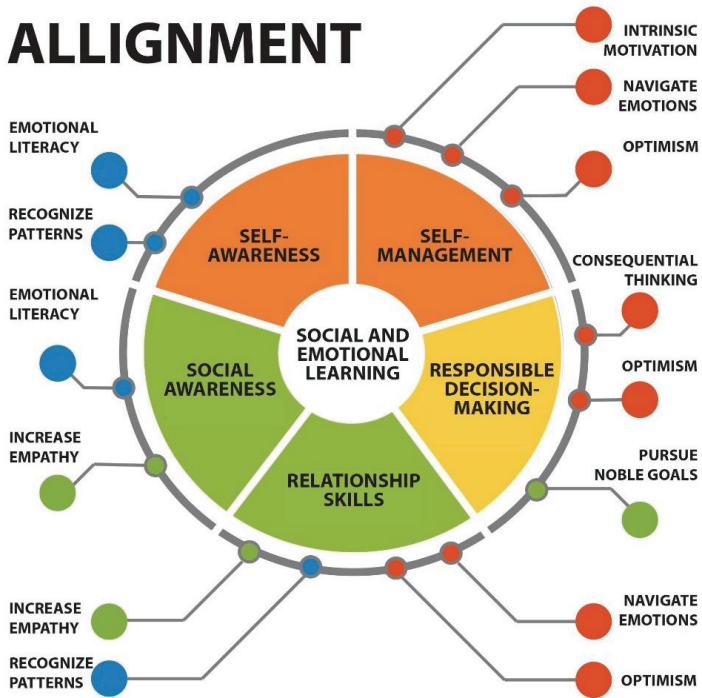 ALLIGNMENT
INTRINSIC
MOTIVATION
NAVIGATE
EMOTIONS
OPTIMISM
EMOTIONAL
LITERACY
RECOGNIZE
PATTERNS
EMOTIONAL
LITERACY
INCREASE
EMPATHY
SELF-
AWARENESS
SELF-
MANAGEMENT
SOCIAL AND
EMOTIONAL
LEARNING
SOCIAL
AWARENESS
RESPONSIBLE
DECISION-
MAKING
RELATIONSHIP
SKILLS
CONSEQUENTIAL
THINKING
OPTIMISM
PURSUE
NOBLE GOALS
INCREASE
EMPATHY
RECOGNIZE
PATTERNS
NAVIGATE
EMOTIONS
OPTIMISM